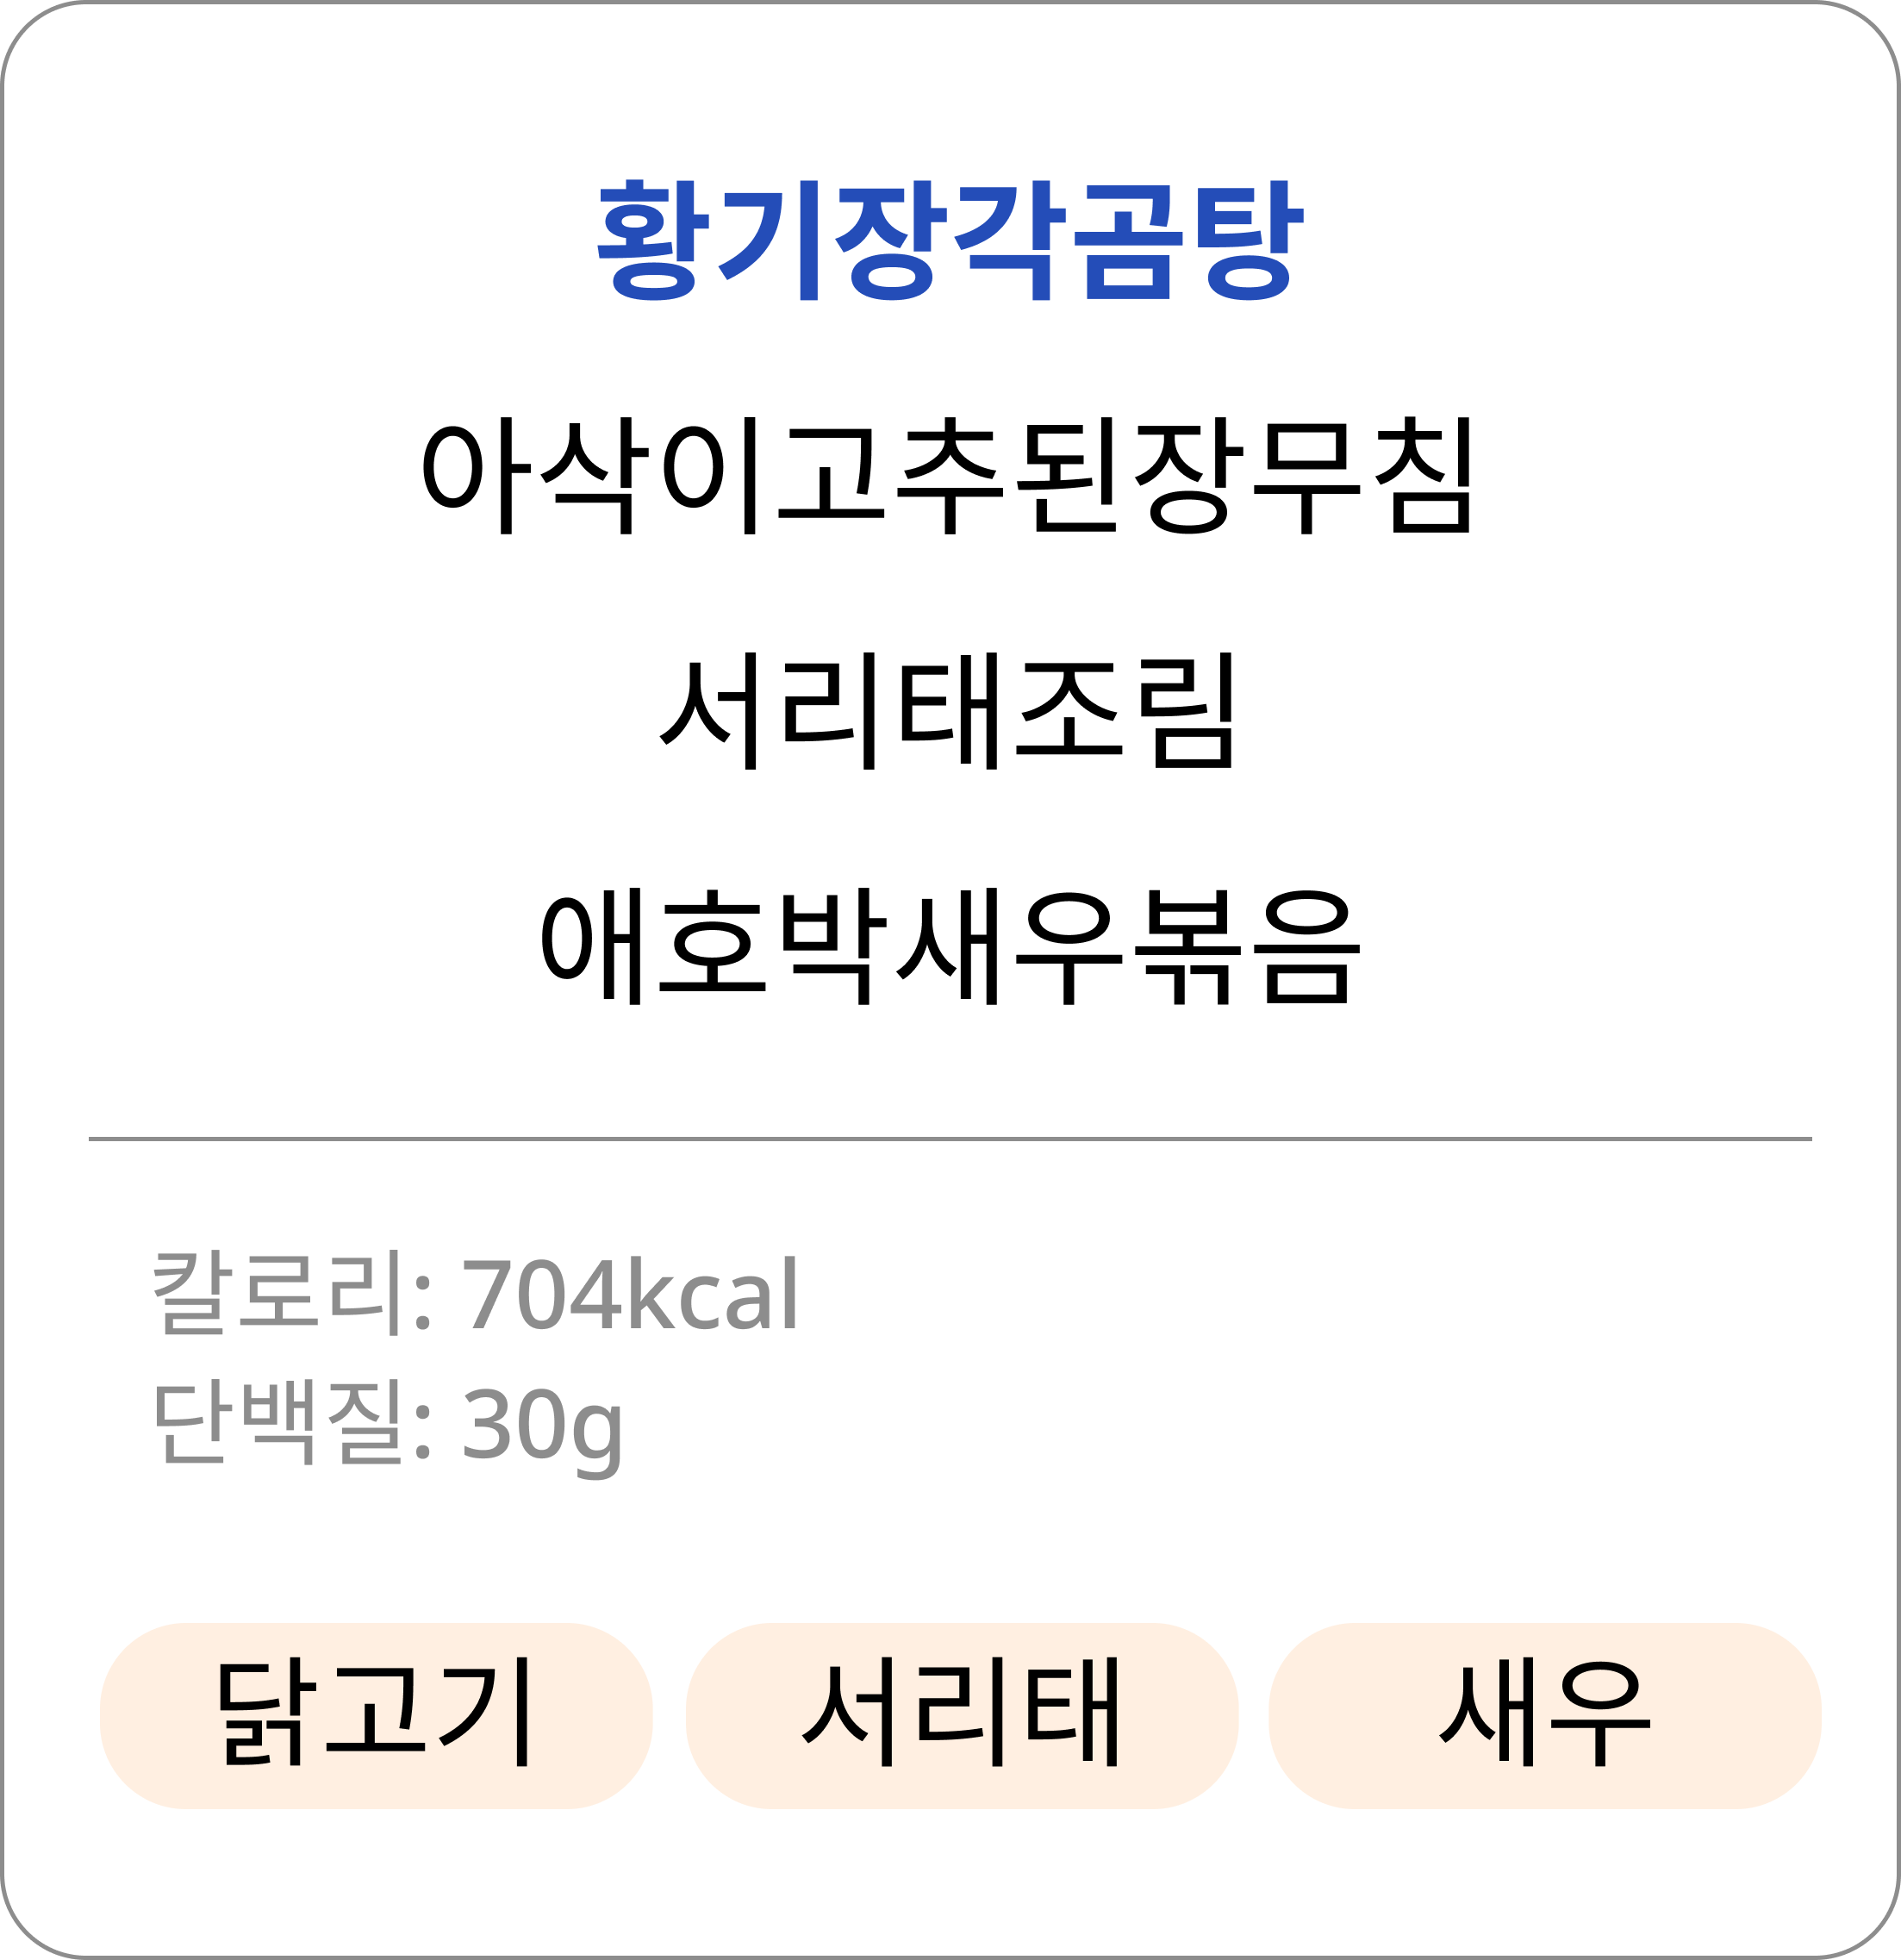 황기장각곰탕
아삭이고추된장무침
서리태조림
애호박새우볶음
칼로리: 704kcal
단백질: 30g
닭고기 서리태 새우